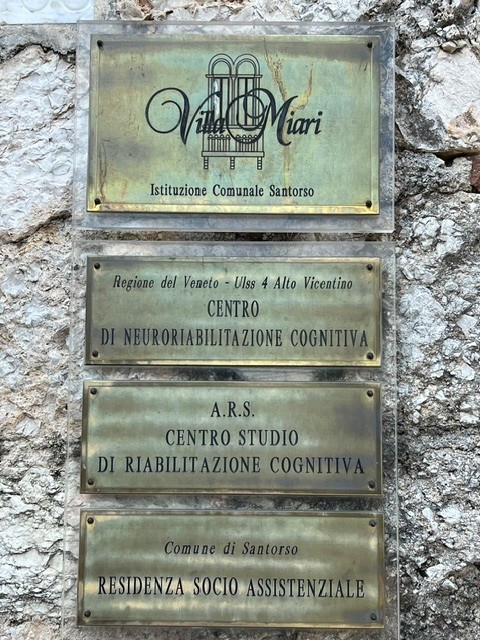 Villa Miari
Istituzione Comunale Santorso
Regione del Veneto - Ulss 4 Alto Vicentino
CENTRO
DI NEURORIABILITAZIONE COGNITIVA
A.R.S.
CENTRO STUDIO
DI RIABILITAZIONE COGNITIVA
Comune di Santorso
RESIDENZA SOCIO ASSISTENZIALE